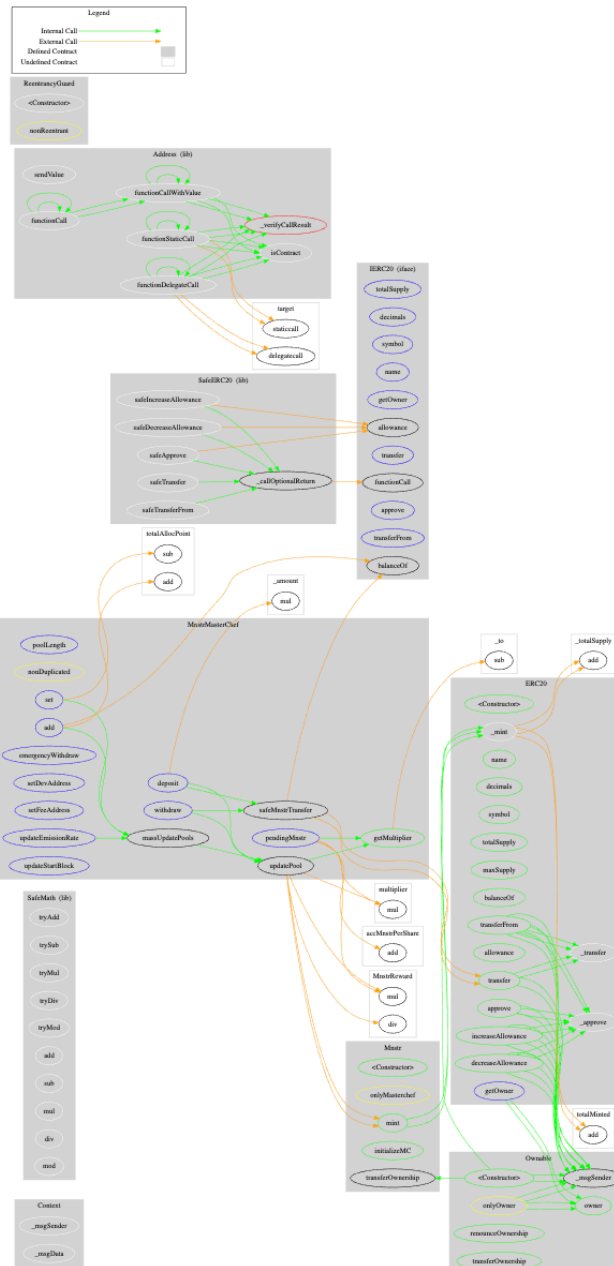 Legend
Internal Call
External Call
Defined Contract
Undefined Contract
ReentrancyGuard
<Constructor>
nonReentrant
Address (lib)
sendValue
functionCallWithValue
functionCall
_verifyCallResult
functionStaticCall
isContract
functionDelegateCall
target
staticcall
delegatecall
IERC20 (iface)
totalSupply
decimals
symbol
name
getOwner
allowance
transfer
functionCall
approve
transferFrom
balanceOf
SafeERC20 (lib)
safeIncreaseAllowance
safeDecreaseAllowance
safeApprove
safeTransfer
_callOptionalReturn
safeTransferFrom
totalAllocPoint
sub
add
_amount
mul
MnstrMasterChef
poolLength
nonDuplicated
set
add
emergencyWithdraw
setDevAddress
deposit
setFeeAddress
withdraw
safeMnstrTransfer
updateEmissionRate
massUpdatePools
pendingMnstr
getMultiplier
updateStartBlock
updatePool
_to
sub
_totalSupply
add
ERC20
<Constructor>
_mint
name
decimals
symbol
totalSupply
maxSupply
balanceOf
transferFrom
allowance
_transfer
transfer
approve
_approve
increaseAllowance
decreaseAllowance
getOwner
SafeMath (lib)
tryAdd
trySub
tryMul
tryDiv
tryMod
add
sub
mul
div
mod
multiplier
mul
accMnstrPerShare
add
MnstrReward
mul
div
Mnstr
<Constructor>
onlyMasterchef
mint
initializeMC
transferOwnership
totalMinted
add
Ownable
<Constructor>
_msgSender
onlyOwner
owner
renounceOwnership
transferOwnership
Context
_msgSender
_msgData